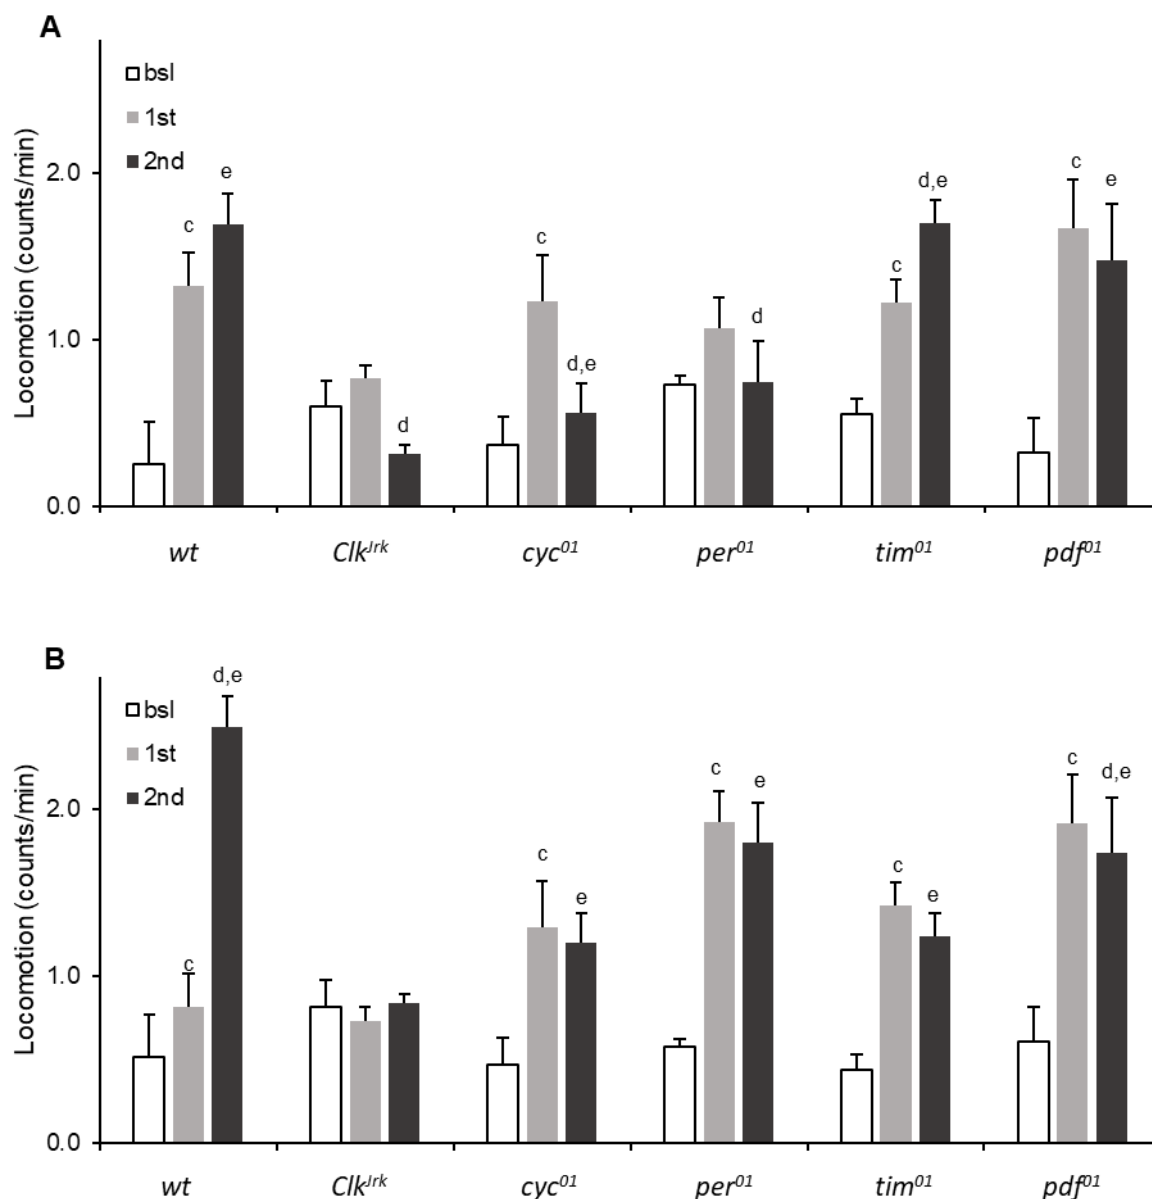 A
Locomotion (counts/min)
bsl
1st
2nd
2.0
1.0
0.0
c
e
d
c
d,e
d
c
d,e
c
e
wt
Clk^Jrk
cyc^01
per^01
tim^01
pdf^01
B
Locomotion (counts/min)
bsl
1st
2nd
2.0
1.0
0.0
c
d,e
c
e
c
e
c
e
c
d,e
wt
Clk^Jrk
cyc^01
per^01
tim^01
pdf^01